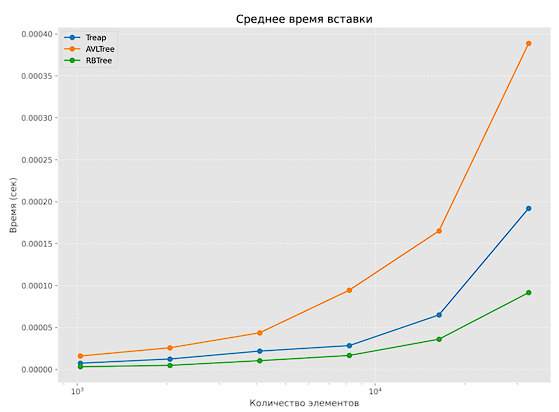 Среднее время вставки
Treap
AVLTree
RBTree
0.00040
0.00035
0.00030
0.00025
0.00020
0.00015
0.00010
0.00005
0.00000
Время (сек)
10³ 10⁴
Количество элементов